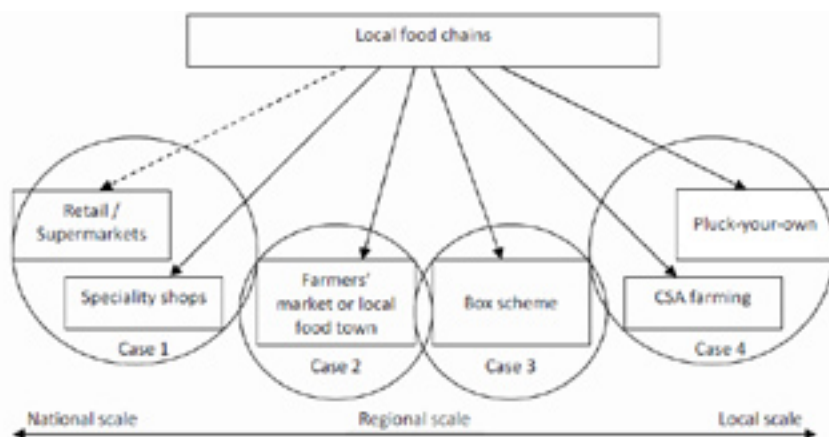 Local food chains
Retail /
Supermarkets
Speciality shops
Case 1
Farmers'
market or local
food town
Case 2
Box scheme
Case 3
Pluck-your-own
CSA farming
Case 4
National scale
Regional scale
Local scale